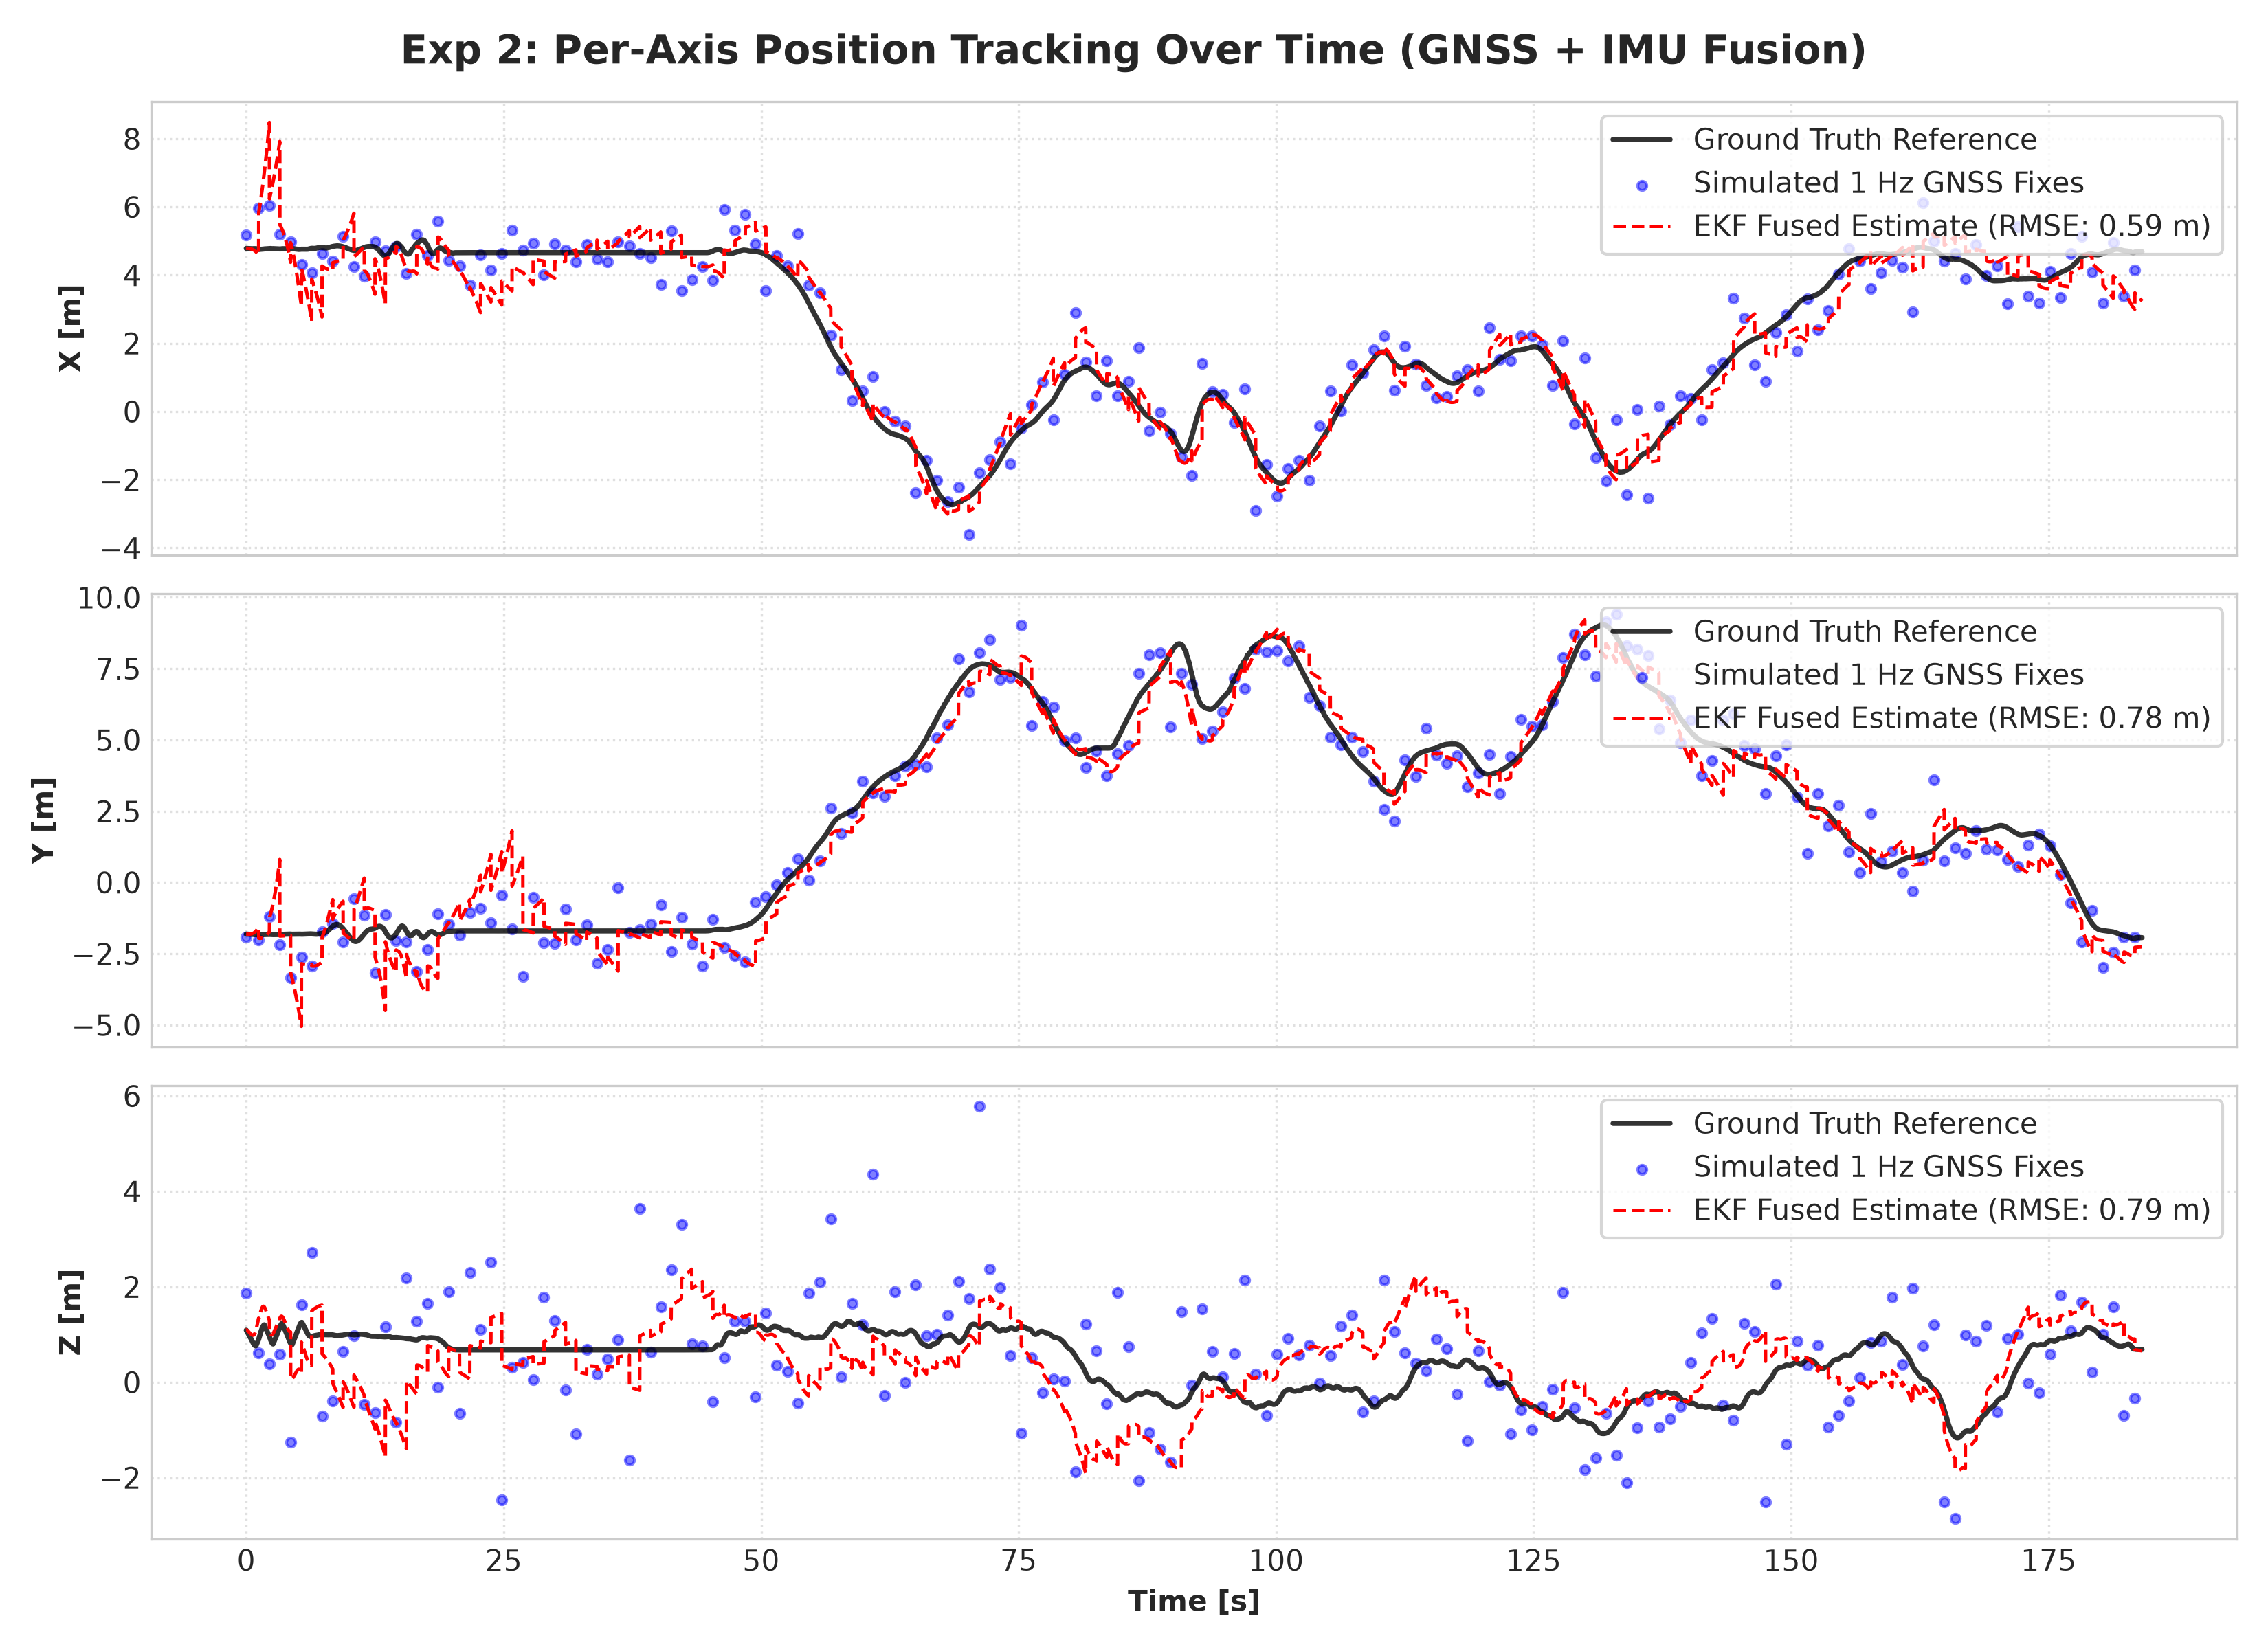 Exp 2: Per-Axis Position Tracking Over Time (GNSS + IMU Fusion)
8
6
4
2
0
−2
−4
X [m]
Ground Truth Reference
Simulated 1 Hz GNSS Fixes
EKF Fused Estimate (RMSE: 0.59 m)
10.0
7.5
5.0
2.5
0.0
−2.5
−5.0
Y [m]
Ground Truth Reference
Simulated 1 Hz GNSS Fixes
EKF Fused Estimate (RMSE: 0.78 m)
6
4
2
0
−2
Z [m]
Ground Truth Reference
Simulated 1 Hz GNSS Fixes
EKF Fused Estimate (RMSE: 0.79 m)
0 25 50 75 100 125 150 175
Time [s]